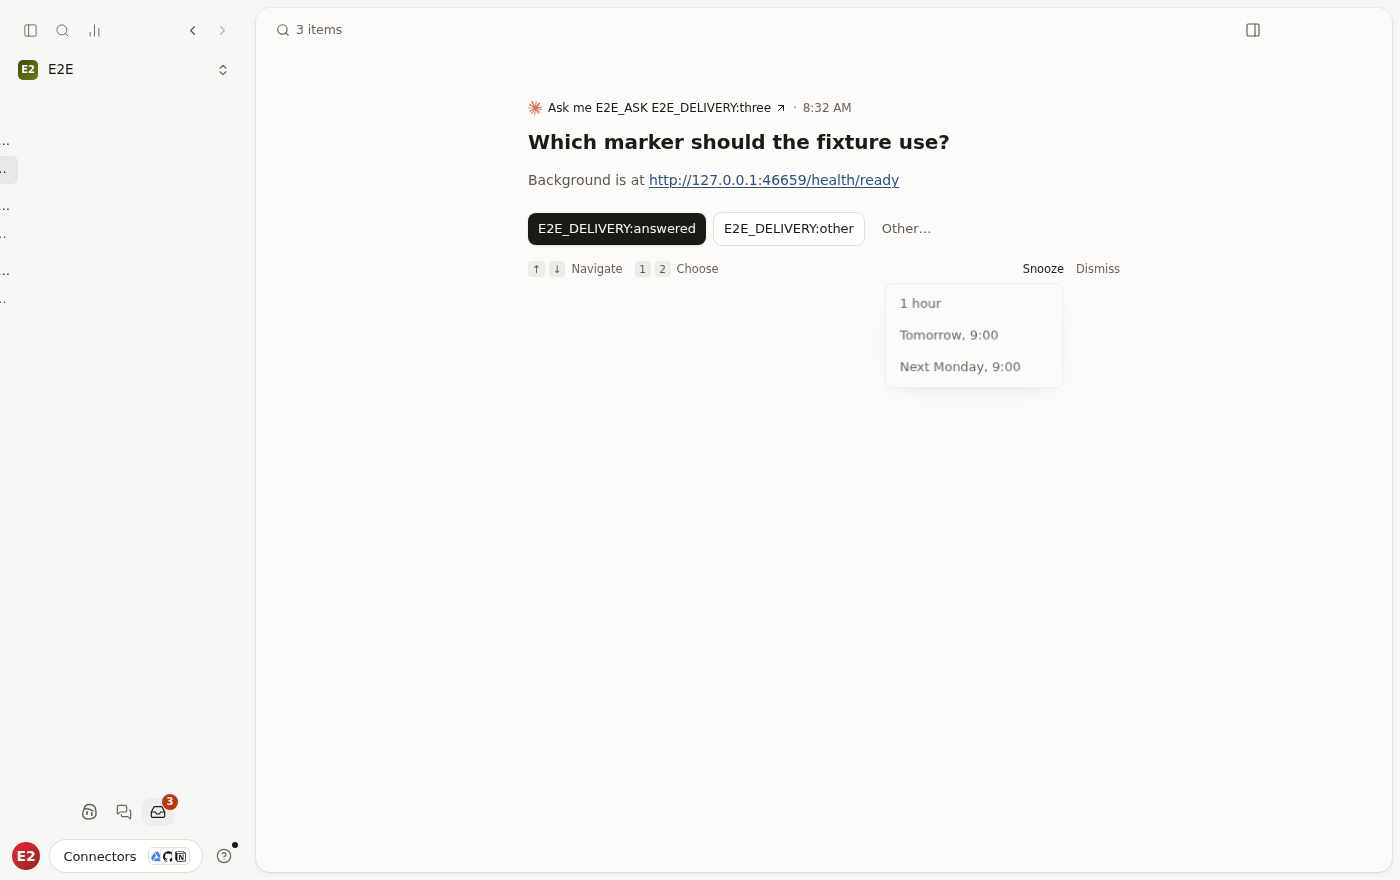 3 items
E2 E2E
...
..
...
..
...
..
Ask me E2E_ASK E2E_DELIVERY:three · 8:32 AM
Which marker should the fixture use?
Background is at http://127.0.0.1:46659/health/ready
E2E_DELIVERY:answered E2E_DELIVERY:other Other…
↑ ↓ Navigate 1 2 Choose Snooze Dismiss
1 hour
Tomorrow, 9:00
Next Monday, 9:00
3
E2 Connectors